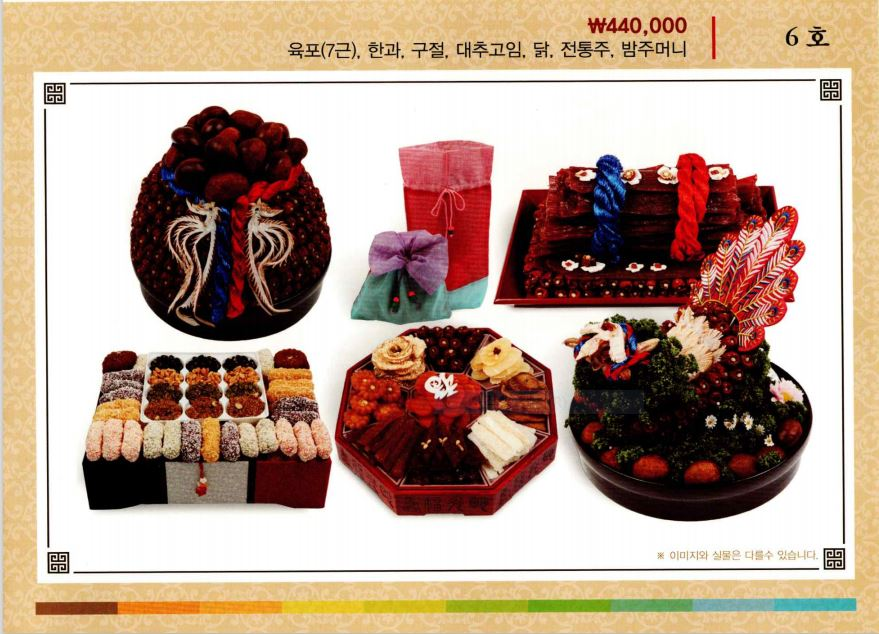 ₩440,000
육포(7근), 한과, 구절, 대추고임, 닭, 전통주, 밤주머니
6 호
※ 이미지와 실물은 다를수 있습니다.